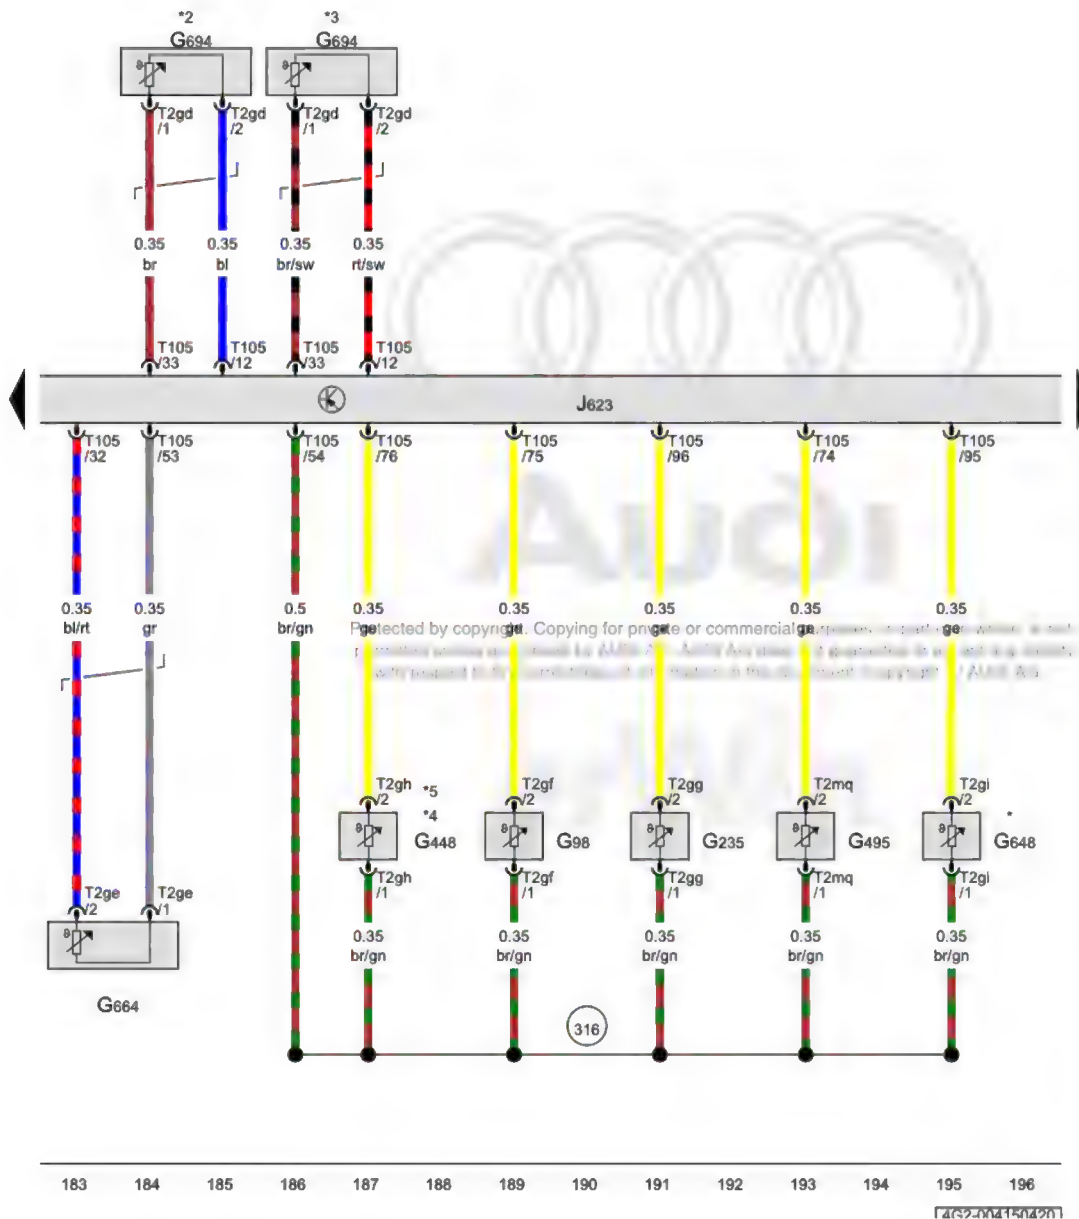 *2 *3
G694 G694
T2gd T2gd T2gd T2gd
/1 /2 /1 /2
0.35 0.35 0.35 0.35
br bl br/sw rt/sw
T105 T105 T105 T105
/33 /12 /33 /12
J623
T105 T105 T105 T105 T105 T105 T105 T105
/32 /53 /54 /76 /75 /96 /74 /95
Audi
0.35 0.35 0.5 0.35 0.35 0.35 0.35 0.35
bl/rt gr br/gn ge ge ge ge ge
Protected by copyright. Copying for private or commercial
T2gh *5 T2gf T2gg T2mq T2gi
/2 *4 /2 /2 /2 /2 *
G448 G98 G235 G495 G648
T2gh T2gf T2gg T2mq T2gi
/1 /1 /1 /1 /1
T2ge T2ge
/2 /1
0.35 0.35 0.35 0.35 0.35
br/gn br/gn br/gn br/gn br/gn
G664
316
183 184 185 186 187 188 189 190 191 192 193 194 195 196
4G2-004150420